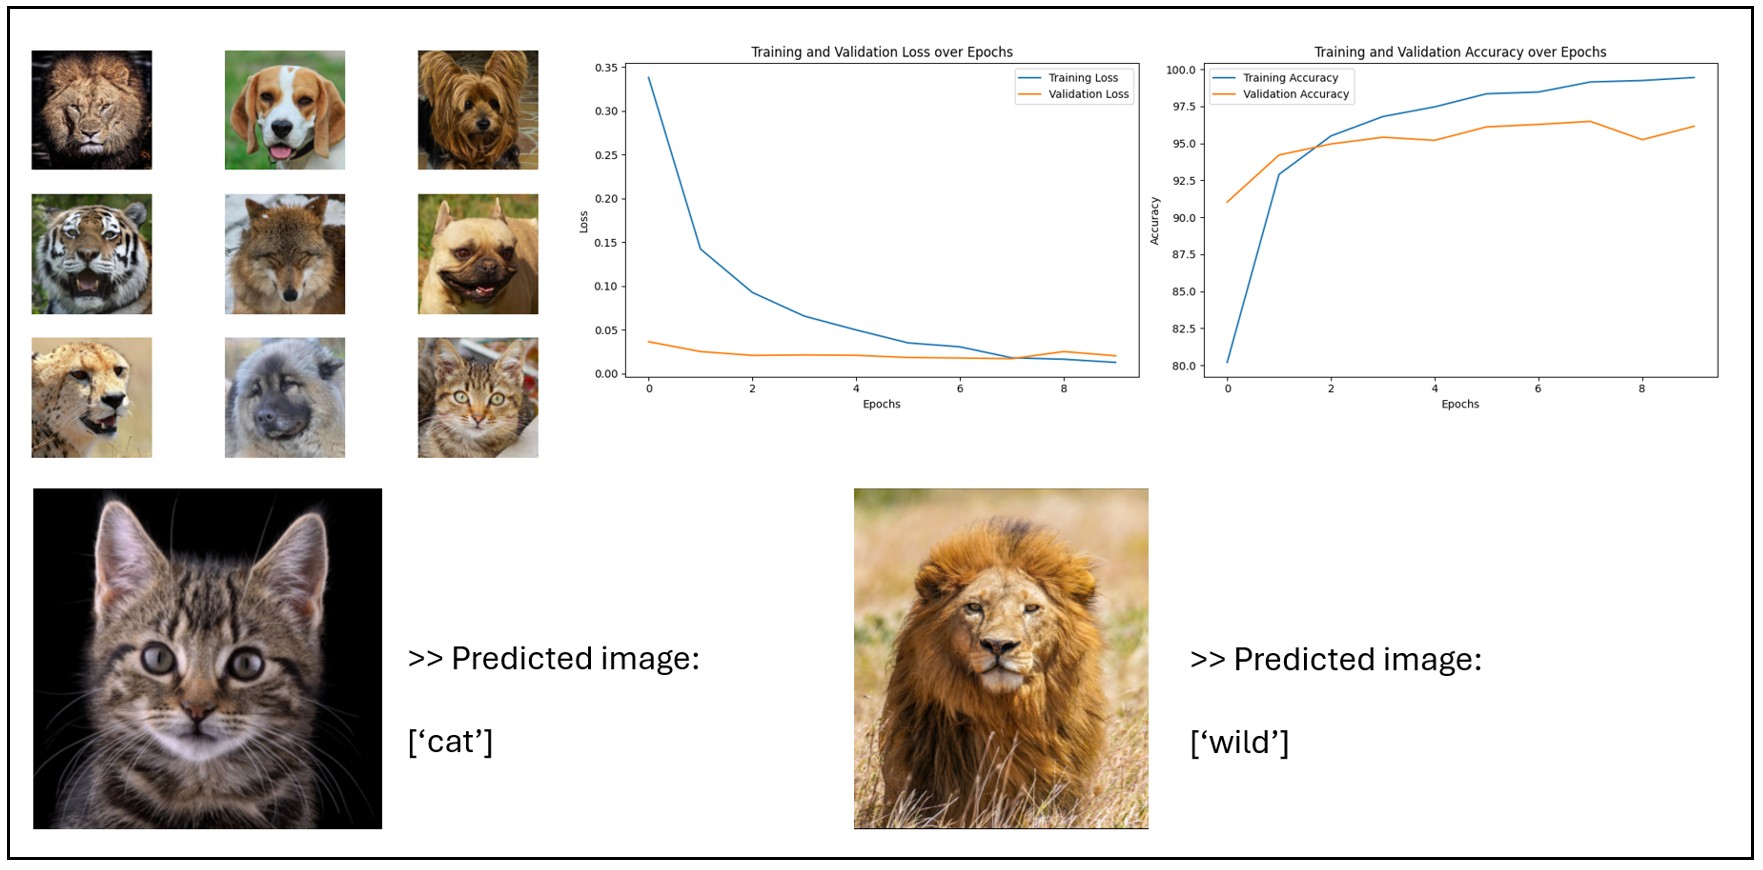 Training and Validation Loss over Epochs
Training Loss
Validation Loss
0.35
0.30
0.25
0.20
0.15
0.10
0.05
0.00
Loss
0 2 4 6 8
Epochs
Training and Validation Accuracy over Epochs
Training Accuracy
Validation Accuracy
100.0
97.5
95.0
92.5
90.0
87.5
85.0
82.5
80.0
Accuracy
0 2 4 6 8
Epochs
>> Predicted image:
[‘cat’]
>> Predicted image:
[‘wild’]